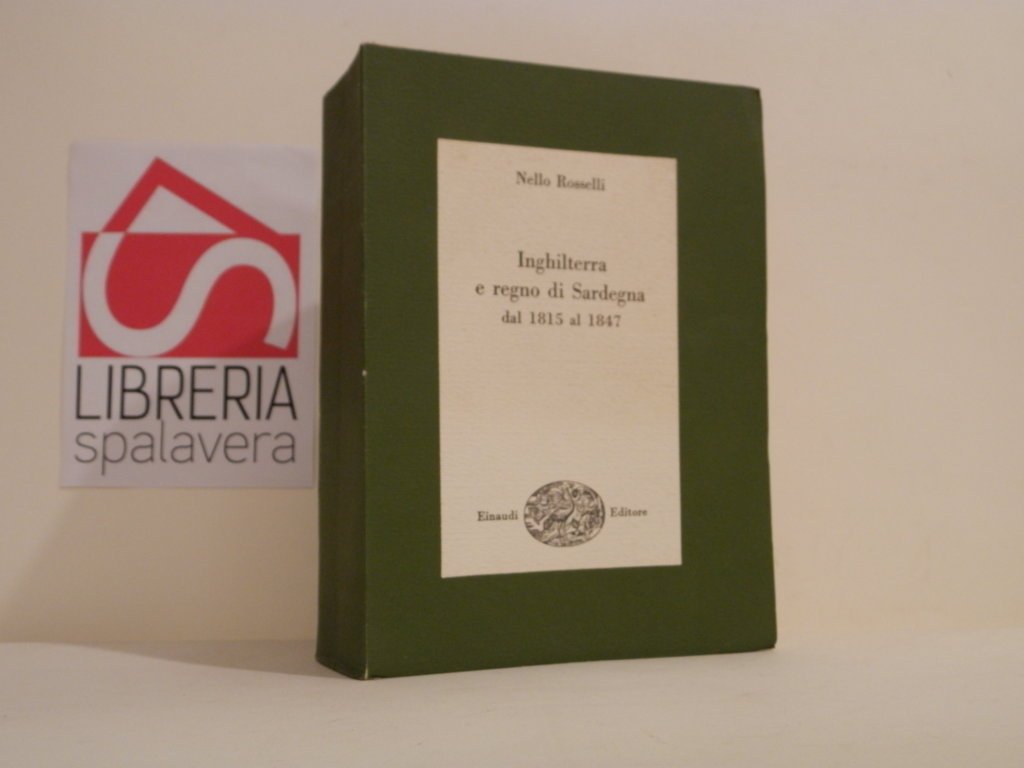 LIBRERIA
spalavera
Nello Rosselli
Inghilterra
e regno di Sardegna
dal 1815 al 1847
Einaudi Editore